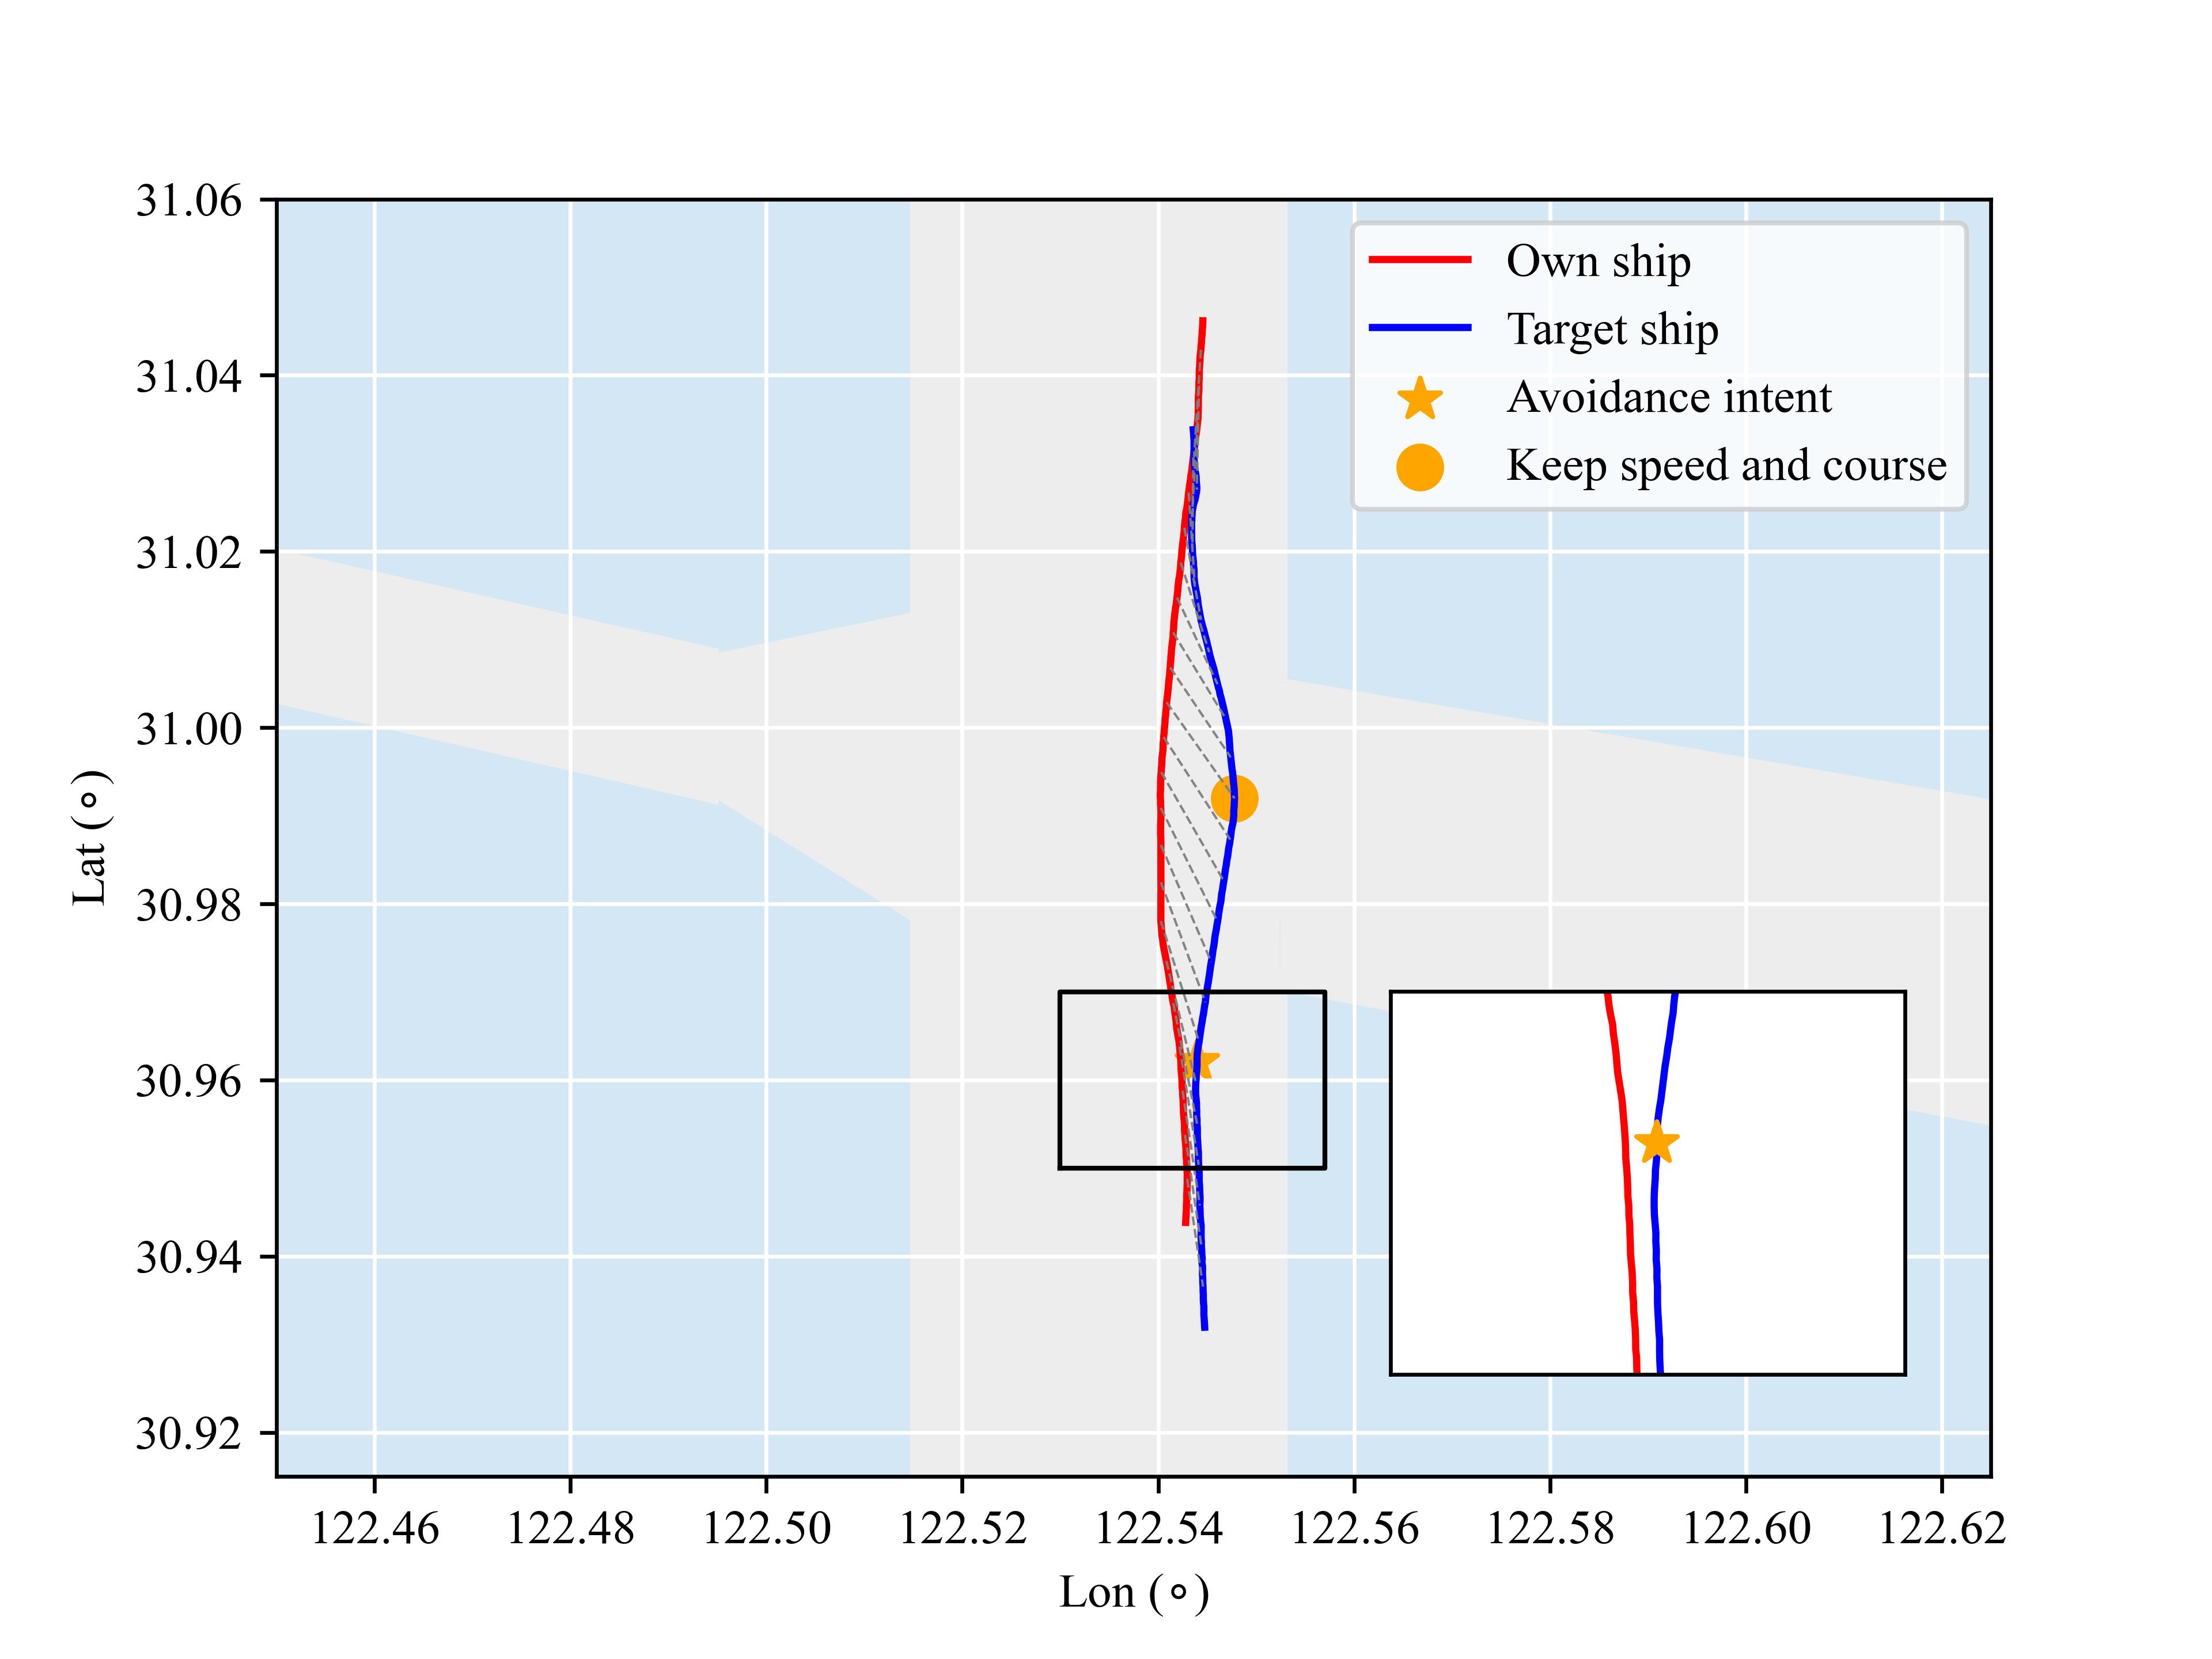 31.06
31.04
31.02
31.00
30.98
30.96
30.94
30.92
Lat (∘)
122.46
122.48
122.50
122.52
122.54
122.56
122.58
122.60
122.62
Lon (∘)
Own ship
Target ship
Avoidance intent
Keep speed and course